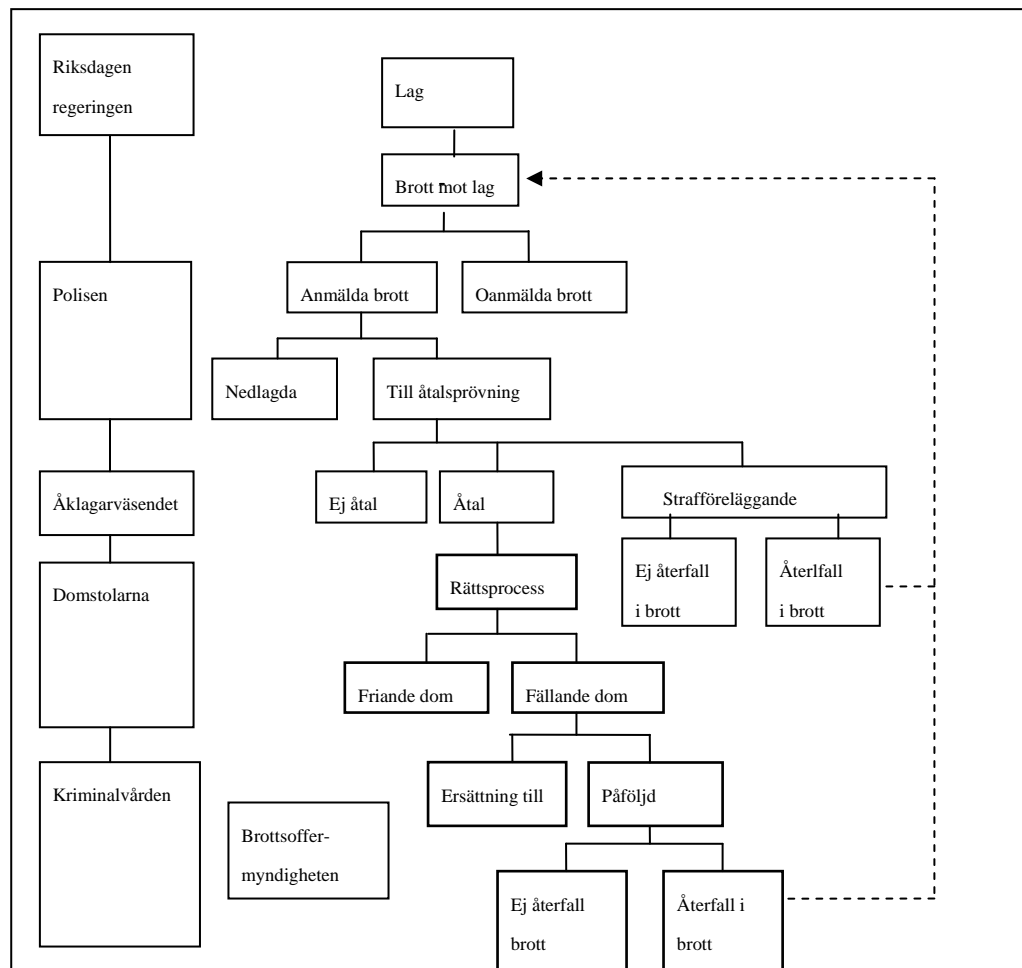 Riksdagen
regeringen
Lag
Brott mot lag
Polisen
Anmälda brott
Oanmälda brott
Nedlagda
Till åtalsprövning
Åklagarväsendet
Ej åtal
Åtal
Strafföreläggande
Domstolarna
Rättsprocess
Ej återfall
i brott
Återlfall
i brott
Friande dom
Fällande dom
Kriminalvården
Ersättning till
Påföljd
Brottsoffer-
myndigheten
Ej återfall
brott
Återfall i
brott